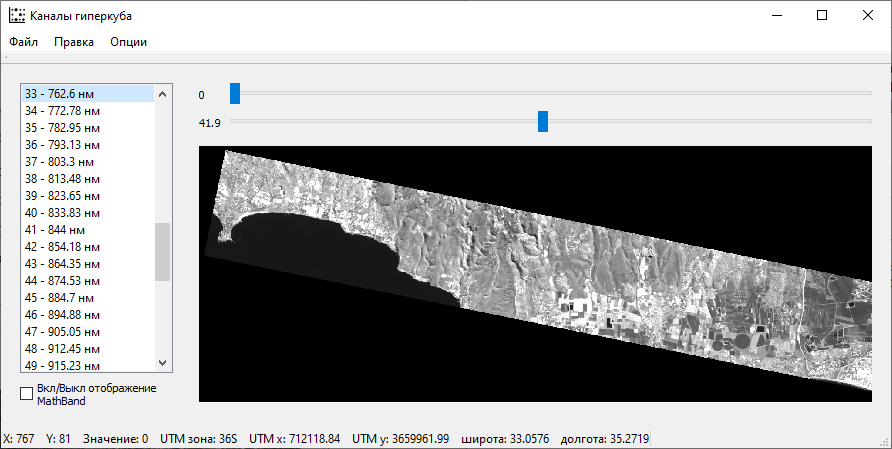 Каналы гиперкуба
Файл Правка Опции
33 - 762.6 нм
34 - 772.78 нм
35 - 782.95 нм
36 - 793.13 нм
37 - 803.3 нм
38 - 813.48 нм
39 - 823.65 нм
40 - 833.83 нм
41 - 844 нм
42 - 854.18 нм
43 - 864.35 нм
44 - 874.53 нм
45 - 884.7 нм
46 - 894.88 нм
47 - 905.05 нм
48 - 912.45 нм
49 - 915.23 нм
0
41.9
Вкл/Выкл отображение
MathBand
X: 767 Y: 81 Значение: 0 UTM зона: 36S UTM x: 712118.84 UTM y: 3659961.99 широта: 33.0576 долгота: 35.2719